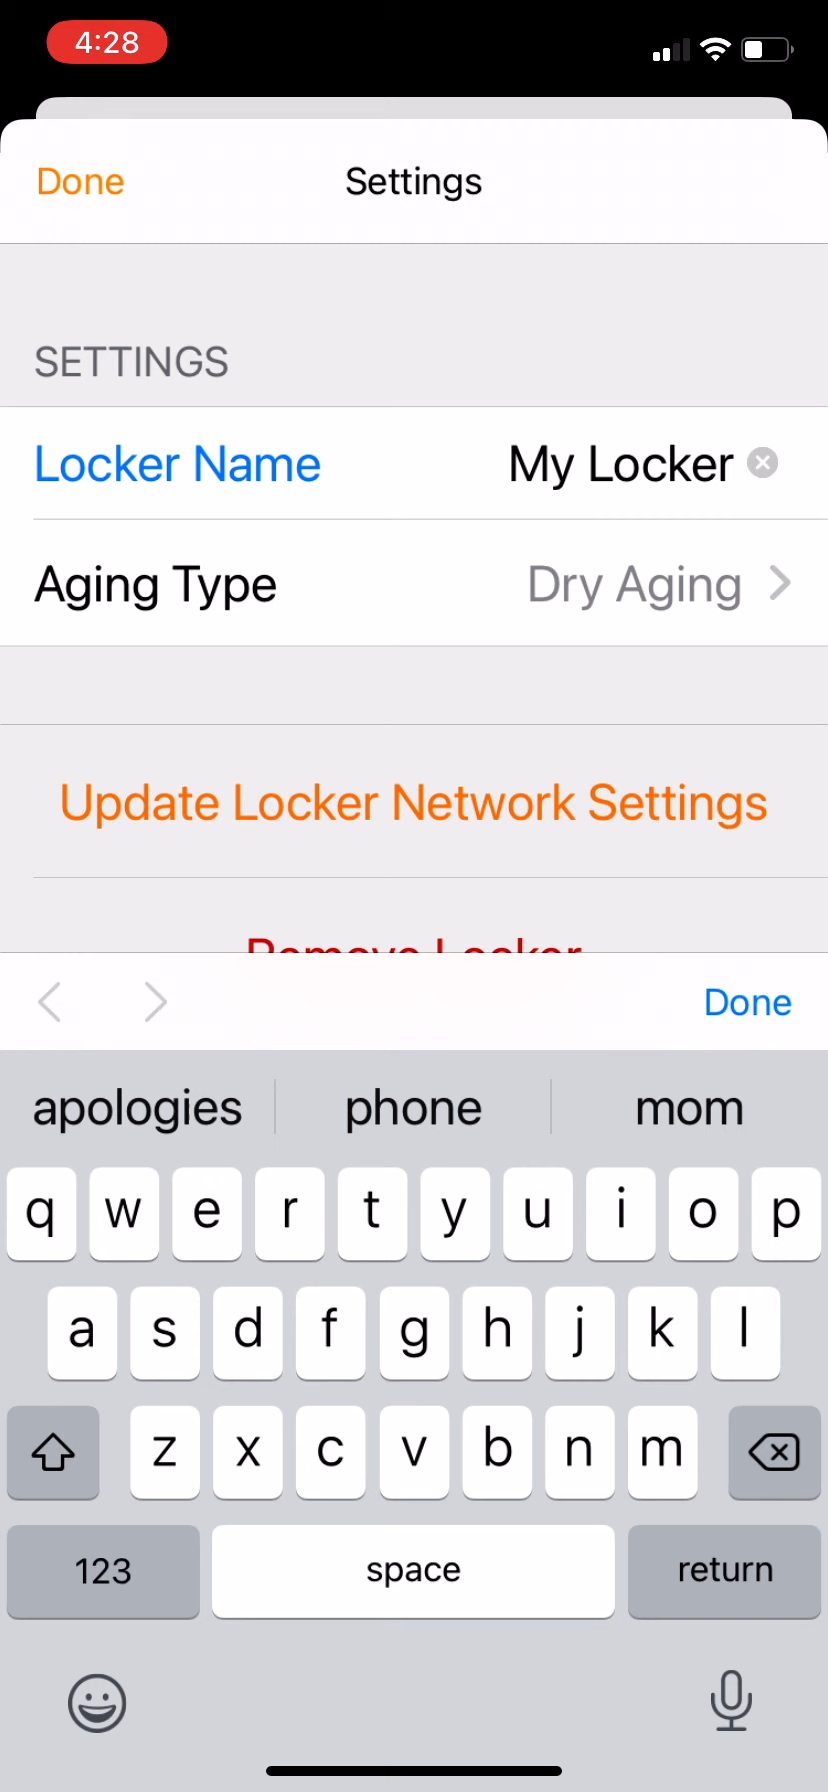 4:28
Done Settings
SETTINGS
Locker Name My Locker
Aging Type Dry Aging
Update Locker Network Settings
Remove Locker
Done
apologies phone mom
q w e r t y u i o p
a s d f g h j k l
z x c v b n m
123 space return